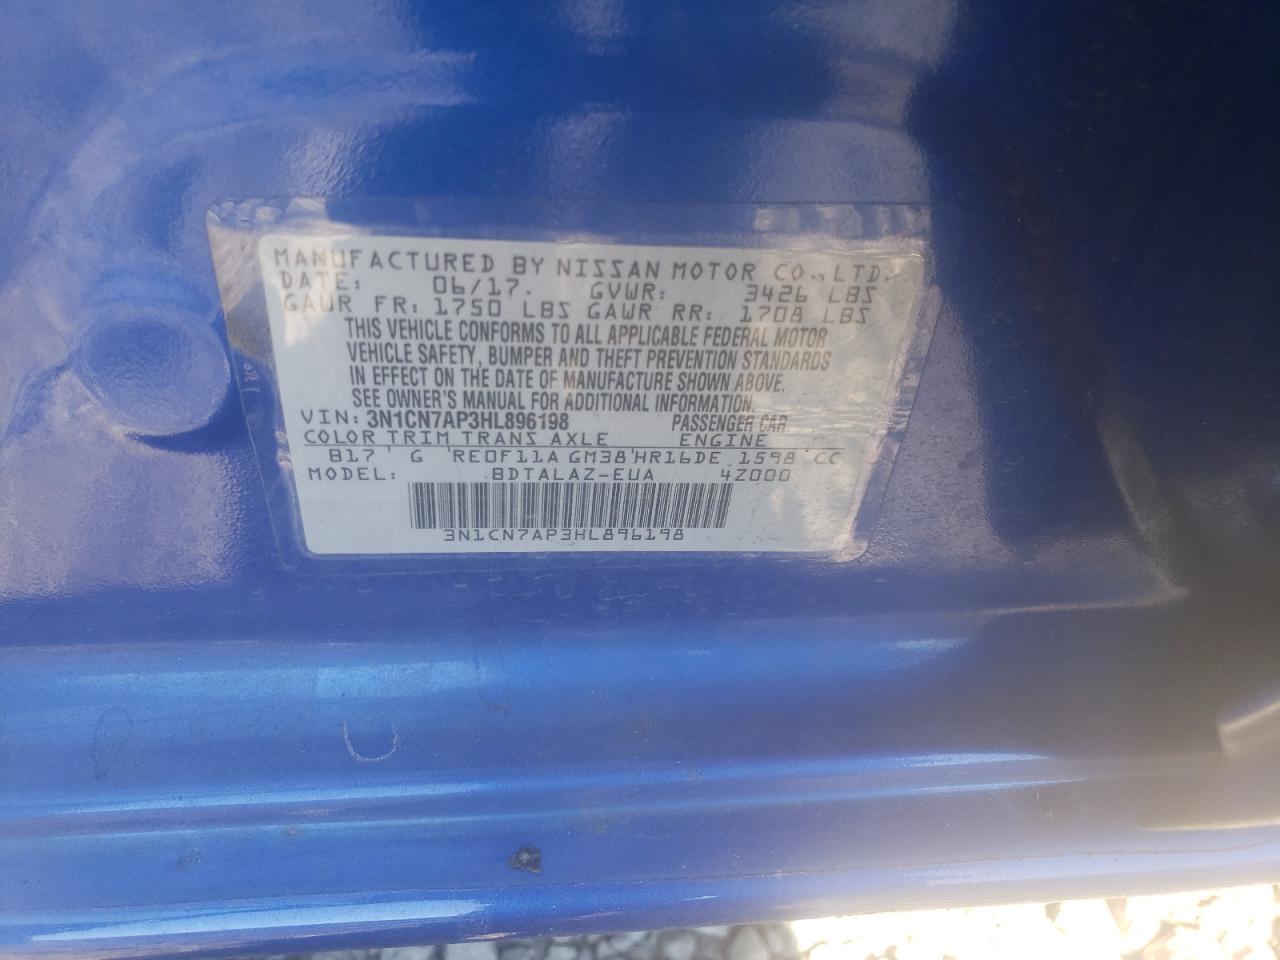 MANUFACTURED BY NISSAN MOTOR CO., LTD.
DATE: 06/17. GVWR: 3426 LBS
GAWR FR: 1750 LBS GAWR RR: 1708 LBS
THIS VEHICLE CONFORMS TO ALL APPLICABLE FEDERAL MOTOR
VEHICLE SAFETY, BUMPER AND THEFT PREVENTION STANDARDS
IN EFFECT ON THE DATE OF MANUFACTURE SHOWN ABOVE.
SEE OWNER'S MANUAL FOR ADDITIONAL INFORMATION.
VIN: 3N1CN7AP3HL896198 PASSENGER CAR
COLOR TRIM TRANS AXLE ENGINE
B17 ' G 'RE0F11A GM38'HR16DE 1598 CC
MODEL: BDTALAZ-EUA 4Z000
3N1CN7AP3HL896198